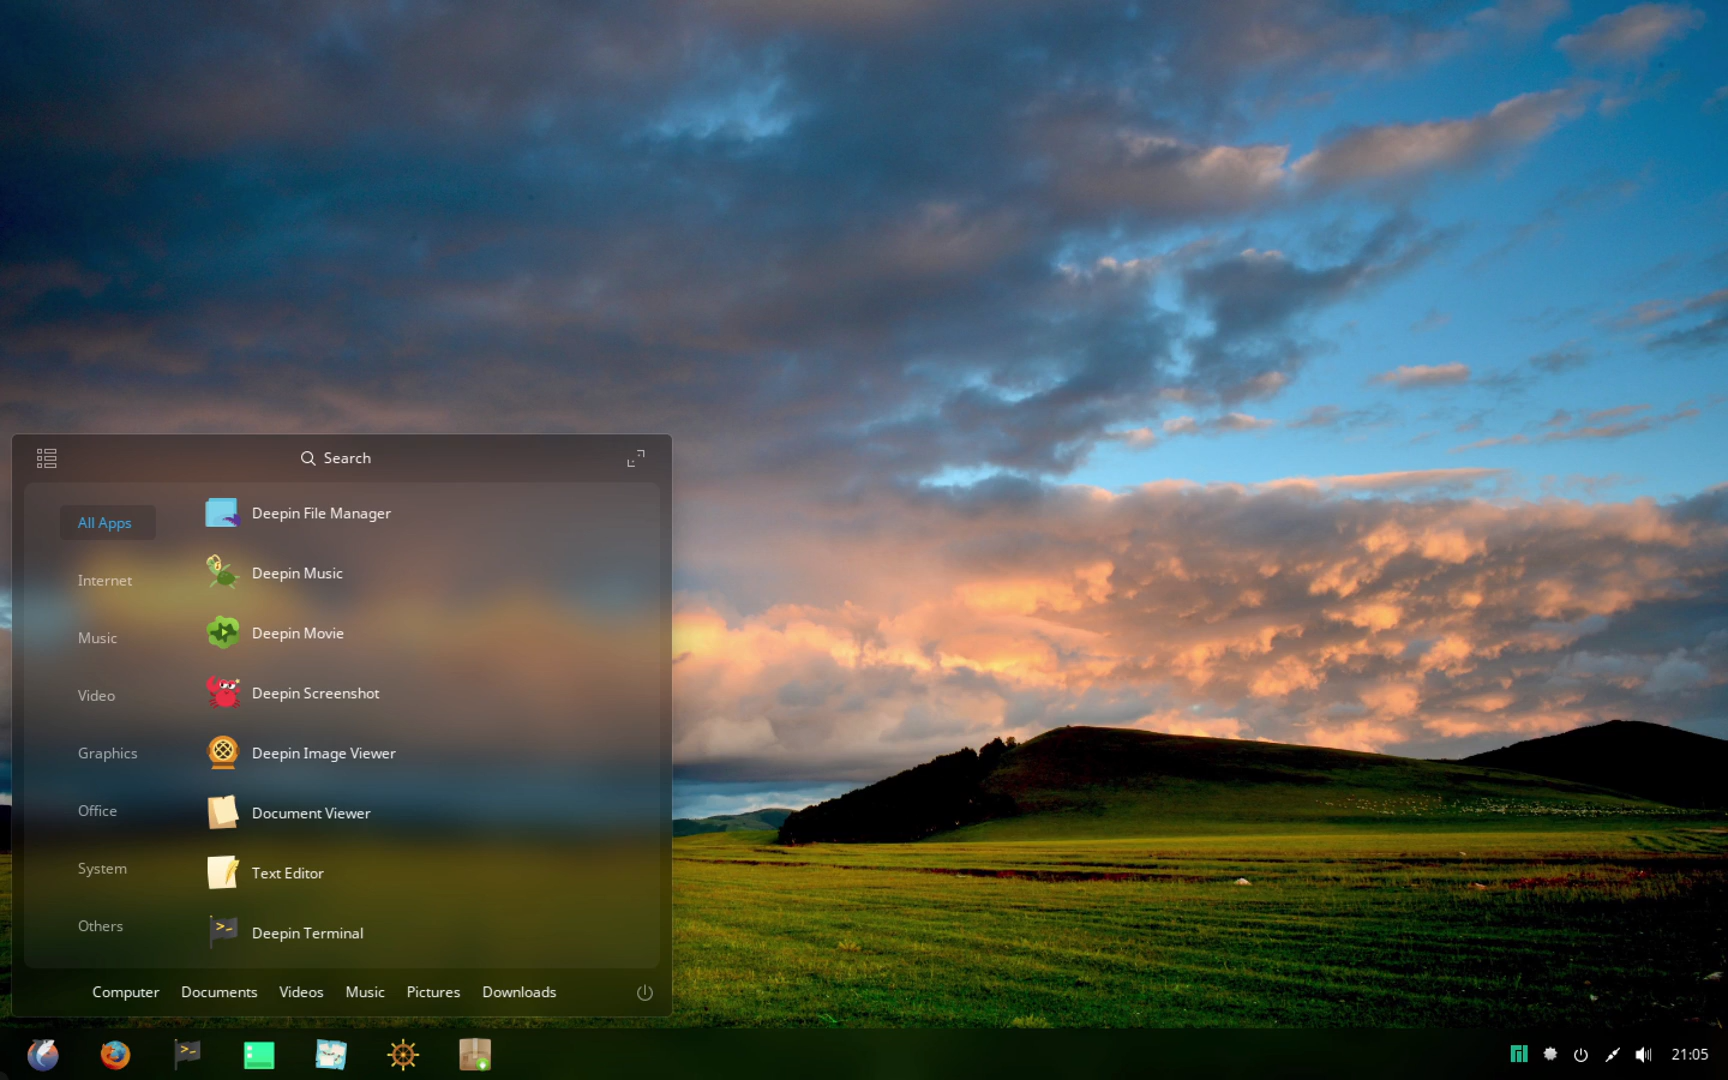 Search
All Apps
Internet
Music
Video
Graphics
Office
System
Others
Deepin File Manager
Deepin Music
Deepin Movie
Deepin Screenshot
Deepin Image Viewer
Document Viewer
Text Editor
Deepin Terminal
Computer Documents Videos Music Pictures Downloads
21:05